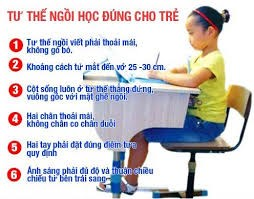 TƯ THẾ NGỒI HỌC ĐÚNG CHO TRẺ
1 Tư thế ngồi viết phải thoải mái,
không gò bó.
2 Khoảng cách từ mắt đến vở 25 -30 cm.
3 Cột sống luôn ở tư thế thẳng đứng,
vuông góc với mặt ghế ngồi.
4 Hai chân thoải mái,
không chân co chân duỗi
5 Hai tay phải đặt đúng điểm tựa
quy định
6 Ánh sáng phải đủ độ và thuận chiều
chiếu từ bên trái sang